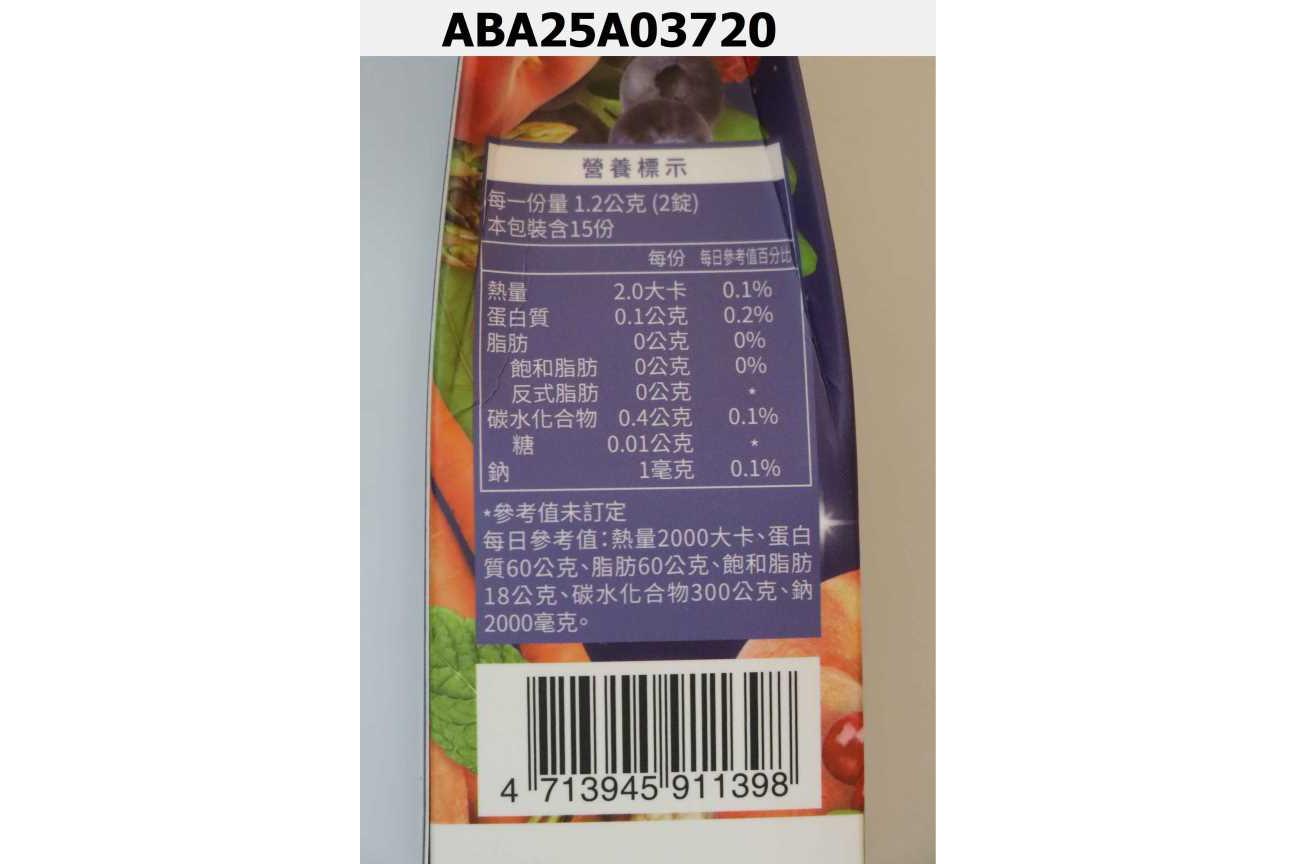 ABA25A03720
營養標示
每一份量 1.2公克 (2錠)
本包裝含15份
每份 每日參考值百分比
熱量 2.0大卡 0.1%
蛋白質 0.1公克 0.2%
脂肪 0公克 0%
飽和脂肪 0公克 0%
反式脂肪 0公克 *
碳水化合物 0.4公克 0.1%
糖 0.01公克 *
鈉 1毫克 0.1%
*參考值未訂定
每日參考值:熱量2000大卡、蛋白
質60公克、脂肪60公克、飽和脂肪
18公克、碳水化合物300公克、鈉
2000毫克。
4 713945 911398